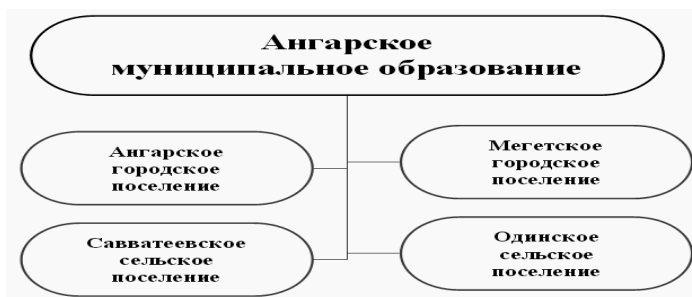 Ангарское
муниципальное образование
Ангарское
городское
поселение
Мегетское
городское
поселение
Савватеевское
сельское
поселение
Одинское
сельское
поселение